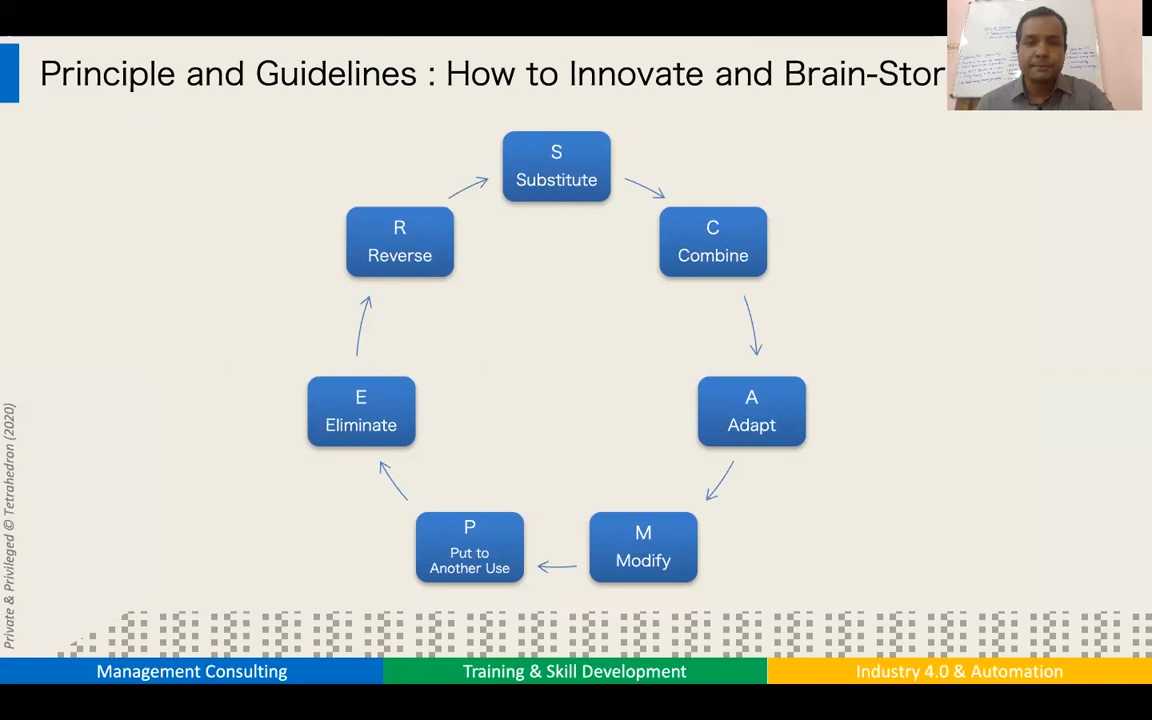 Principle and Guidelines : How to Innovate and Brain-Stor
S
Substitute
C
Combine
A
Adapt
M
Modify
P
Put to
Another Use
E
Eliminate
R
Reverse
Private & Privileged © Tetrahedron (2020)
Management Consulting
Training & Skill Development
Industry 4.0 & Automation